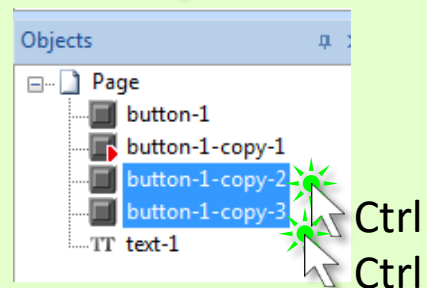 Objects
Page
button-1
button-1-copy-1
button-1-copy-2
button-1-copy-3
Ctrl
TT text-1
Ctrl